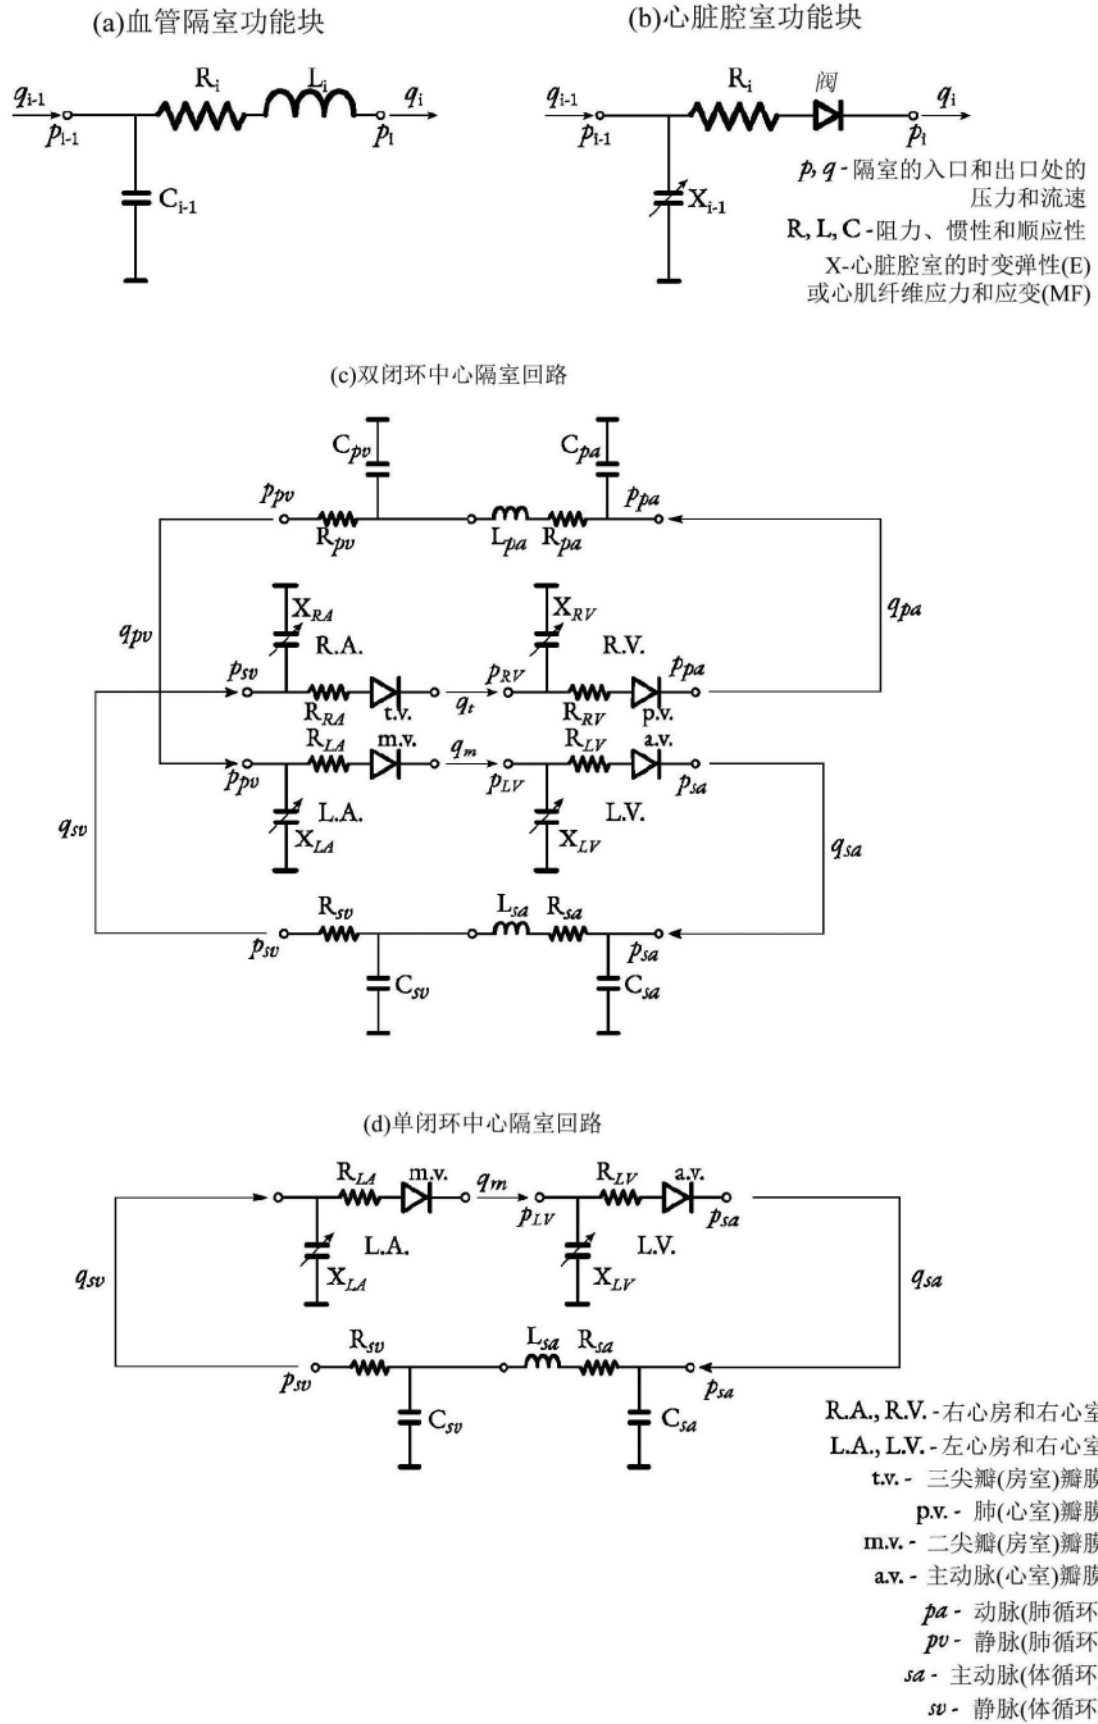 (a)血管隔室功能块
(b)心脏腔室功能块
qi-1
Ri
Li
qi
pi-1
pi
Ci-1
qi-1
Ri
阀
qi
pi-1
pi
Xi-1
p, q - 隔室的入口和出口处的
压力和流速
R, L, C - 阻力、惯性和顺应性
X-心脏腔室的时变弹性(E)
或心肌纤维应力和应变(MF)
(c)双闭环中心隔室回路
Cpv
Cpa
ppv
ppa
Rpv
Lpa
Rpa
qpv
qpa
XRA
XRV
R.A.
R.V.
psv
pRV
ppa
qt
RRA
t.v.
RRV
p.v.
RLA
m.v.
qm
RLV
a.v.
ppv
pLV
psa
L.A.
L.V.
XLA
XLV
qsv
qsa
Rsv
Lsa
Rsa
psv
psa
Csv
Csa
(d)单闭环中心隔室回路
RLA
m.v.
qm
RLV
a.v.
pLV
psa
L.A.
L.V.
XLA
XLV
qsv
qsa
Rsv
Lsa
Rsa
psv
psa
Csv
Csa
R.A., R.V. - 右心房和右心室
L.A., L.V. - 左心房和右心室
t.v. - 三尖瓣(房室)瓣膜
p.v. - 肺(心室)瓣膜
m.v. - 二尖瓣(房室)瓣膜
a.v. - 主动脉(心室)瓣膜
pa - 动脉(肺循环
pv - 静脉(肺循环
sa - 主动脉(体循环
sv - 静脉(体循环